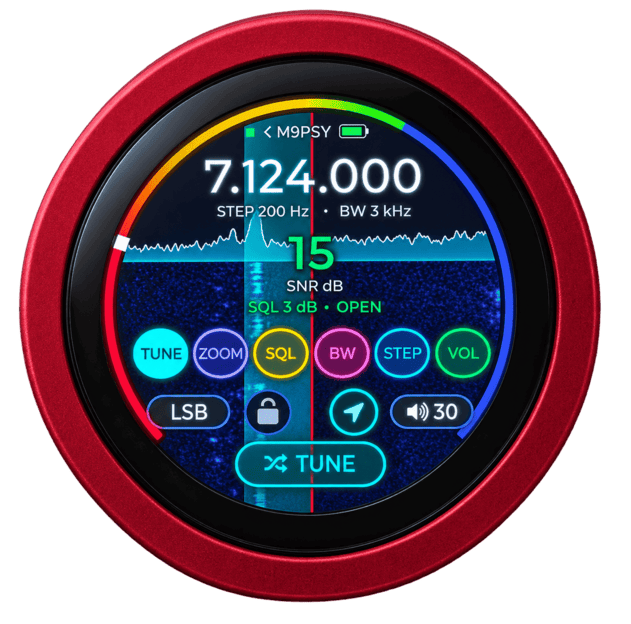 < M9PSY
7.124.000
STEP 200 Hz • BW 3 kHz
15
SNR dB
SQL 3 dB • OPEN
TUNE ZOOM SQL BW STEP VOL
LSB 30
TUNE